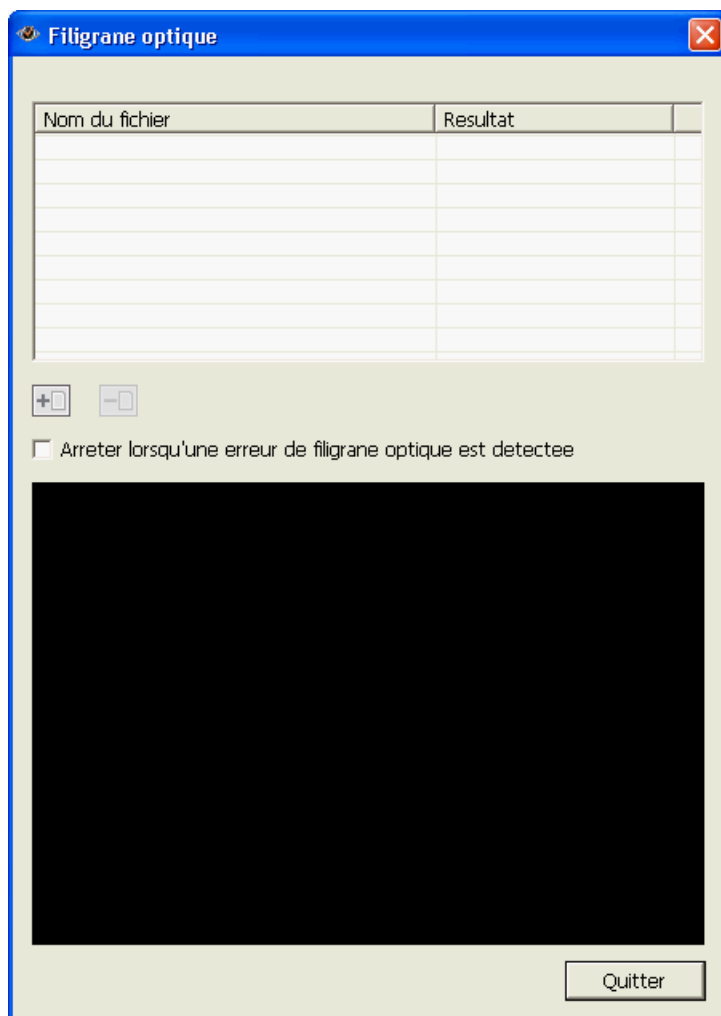 Filigrane optique
Nom du fichier Resultat
Arreter lorsqu'une erreur de filigrane optique est detectee
Quitter